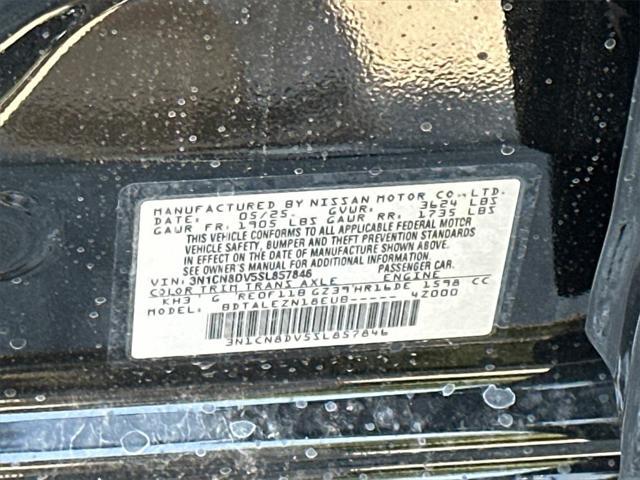 MANUFACTURED BY NISSAN MOTOR CO., LTD.
DATE: 05/25. GVWR: 3624 LBS
GAWR FR: 1905 LBS GAWR RR: 1735 LBS
THIS VEHICLE CONFORMS TO ALL APPLICABLE FEDERAL MOTOR
VEHICLE SAFETY, BUMPER AND THEFT PREVENTION STANDARDS
IN EFFECT ON THE DATE OF MANUFACTURE SHOWN ABOVE.
SEE OWNER'S MANUAL FOR ADDITIONAL INFORMATION.
VIN: 3N1CN8DV5SL857846 PASSENGER CAR.
COLOR TRIM TRANS AXLE ENGINE
KH3 G RE0F11B GZ39 HR16DE 1598 CC
MODEL: BDTALEZN18EUB----- 4Z000
3N1CN8DV5SL857846